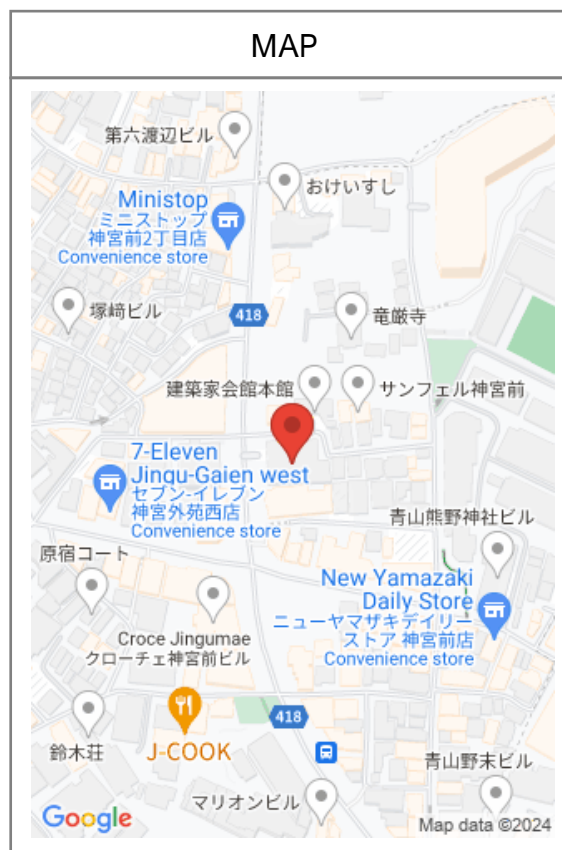 MAP
第六渡辺ビル
おけいすし
Ministop
ミニストップ
神宮前2丁目店
Convenience store
塚﨑ビル
418
竜厳寺
建築家会館本館
サンフェル神宮前
7-Eleven
Jingu-Gaien west
セブン-イレブン
神宮外苑西店
Convenience store
青山熊野神社ビル
原宿コート
New Yamazaki
Daily Store
ニューヤマザキデイリー
ストア 神宮前店
Convenience store
Croce Jingumae
クローチェ神宮前ビル
418
鈴木荘
J-COOK
青山野末ビル
マリオンビル
Google
Map data ©2024